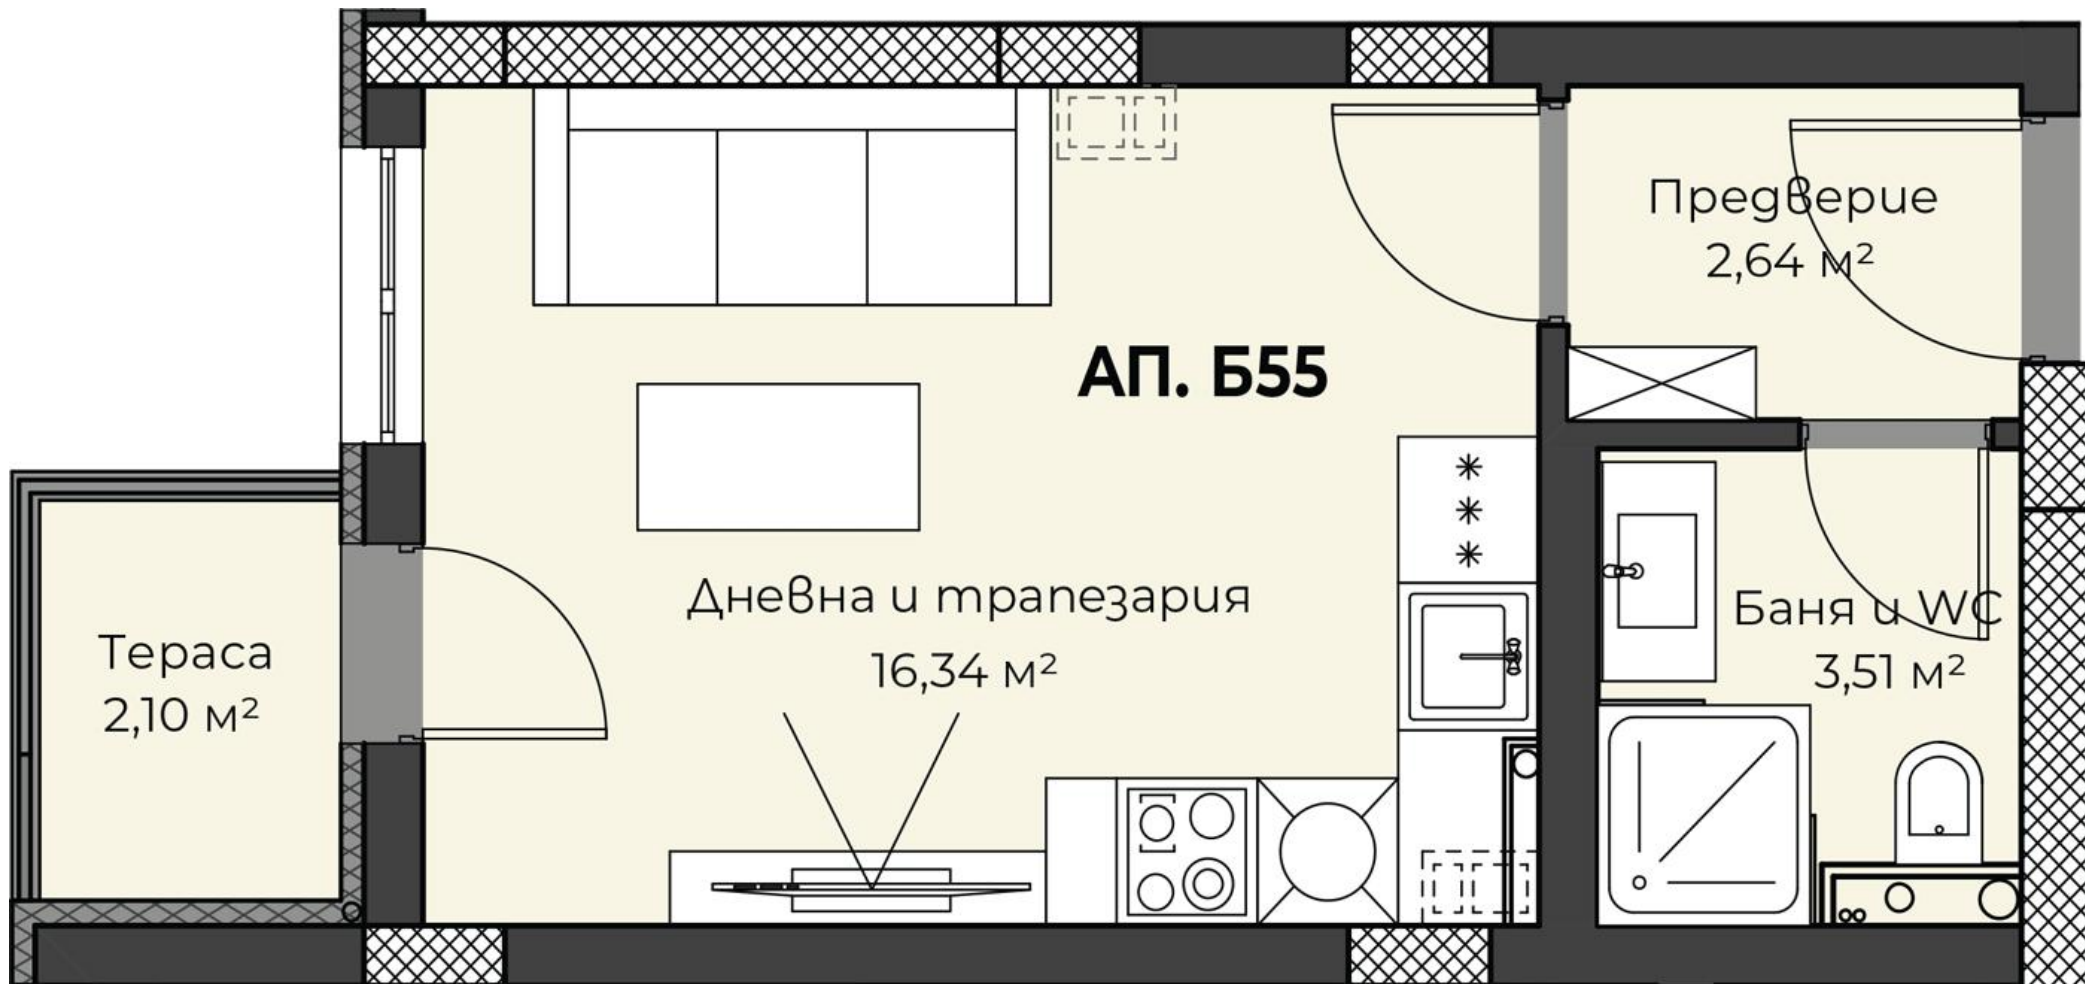 Предверие
2,64 м²
АП. Б55
Дневна и трапезария
16,34 м²
Тераса
2,10 м²
Баня и WC
3,51 м²